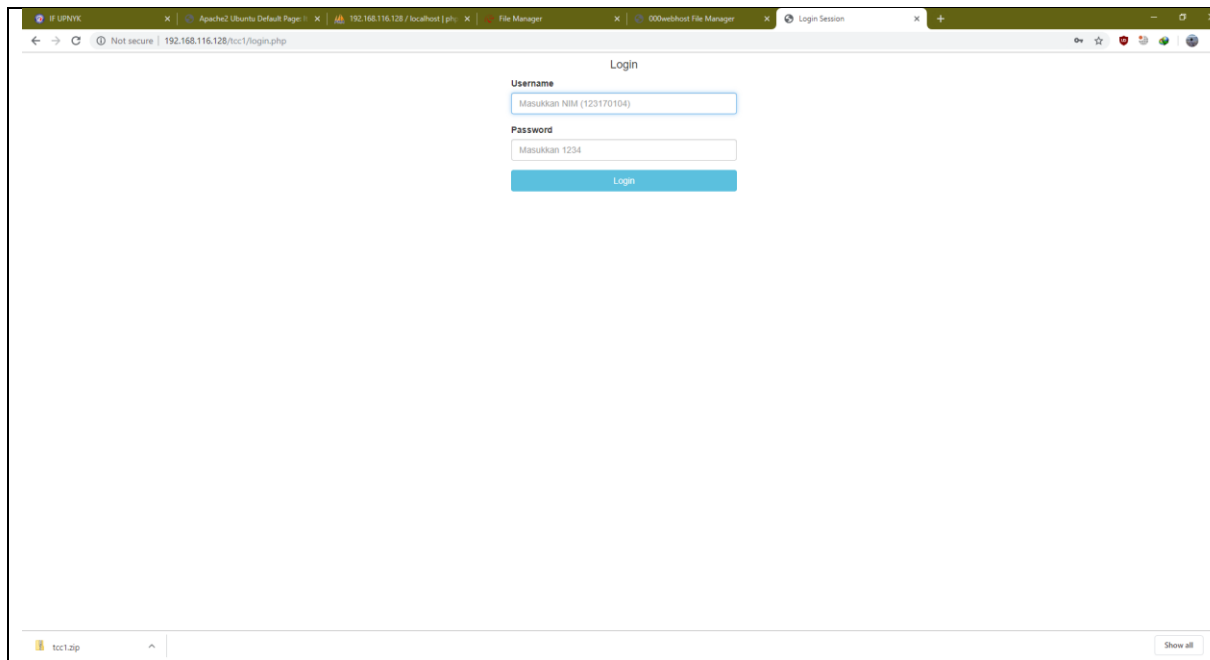 IF UPNYK
Apache2 Ubuntu Default Page:
192.168.116.128 / localhost | php
File Manager
000webhost File Manager
Login Session
Not secure | 192.168.116.128/tcc1/login.php
Login
Username
Masukkan NIM (123170104)
Password
Masukkan 1234
Login
tcc1.zip
Show all